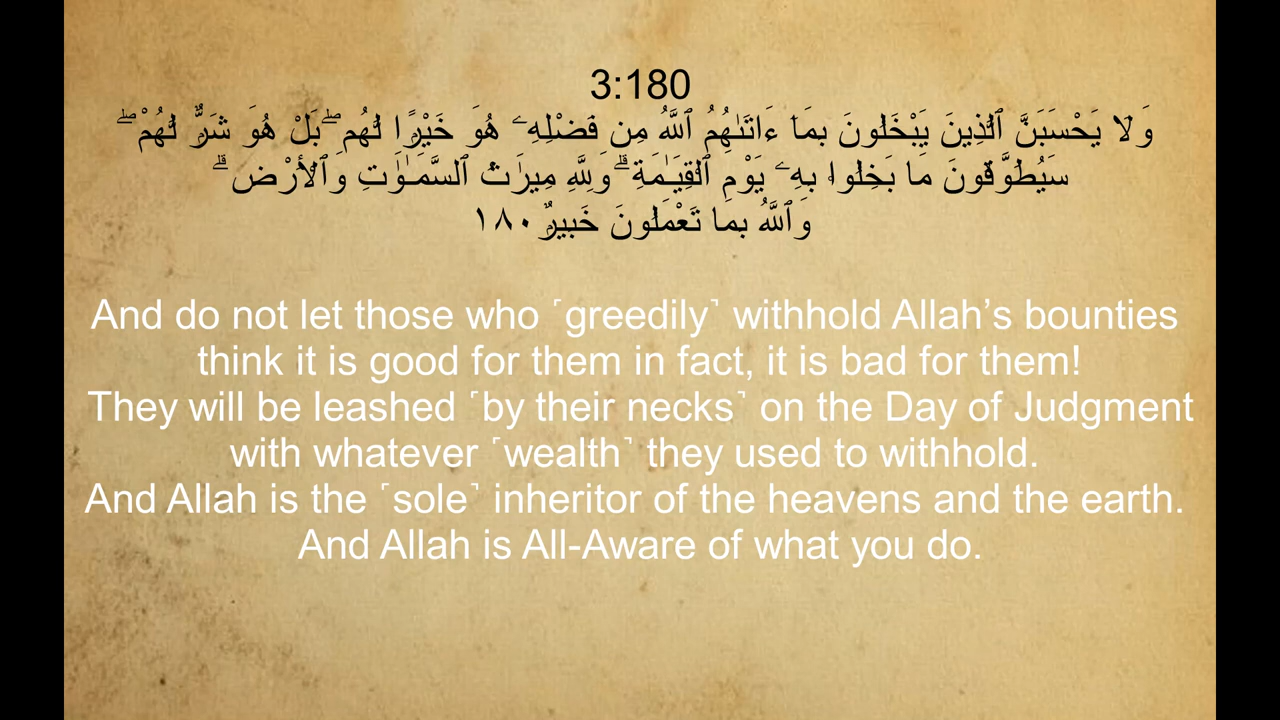 3:180
وَلَا يَحْسَبَنَّ ٱلَّذِينَ يَبْخَلُونَ بِمَآ ءَاتَىٰهُمُ ٱللَّهُ مِن فَضْلِهِۦ هُوَ خَيْرًۭا لَّهُم ۖ بَلْ هُوَ شَرٌّۭ لَّهُمْ ۖ
سَيُطَوَّقُونَ مَا بَخِلُوا۟ بِهِۦ يَوْمَ ٱلْقِيَـٰمَةِ ۗ وَلِلَّهِ مِيرَٰثُ ٱلسَّمَـٰوَٰتِ وَٱلْأَرْضِ ۗ
وَٱللَّهُ بِمَا تَعْمَلُونَ خَبِيرٌۭ ١٨٠
And do not let those who ˹greedily˺ withhold Allah’s bounties
think it is good for them in fact, it is bad for them!
They will be leashed ˹by their necks˺ on the Day of Judgment
with whatever ˹wealth˺ they used to withhold.
And Allah is the ˹sole˺ inheritor of the heavens and the earth.
And Allah is All-Aware of what you do.